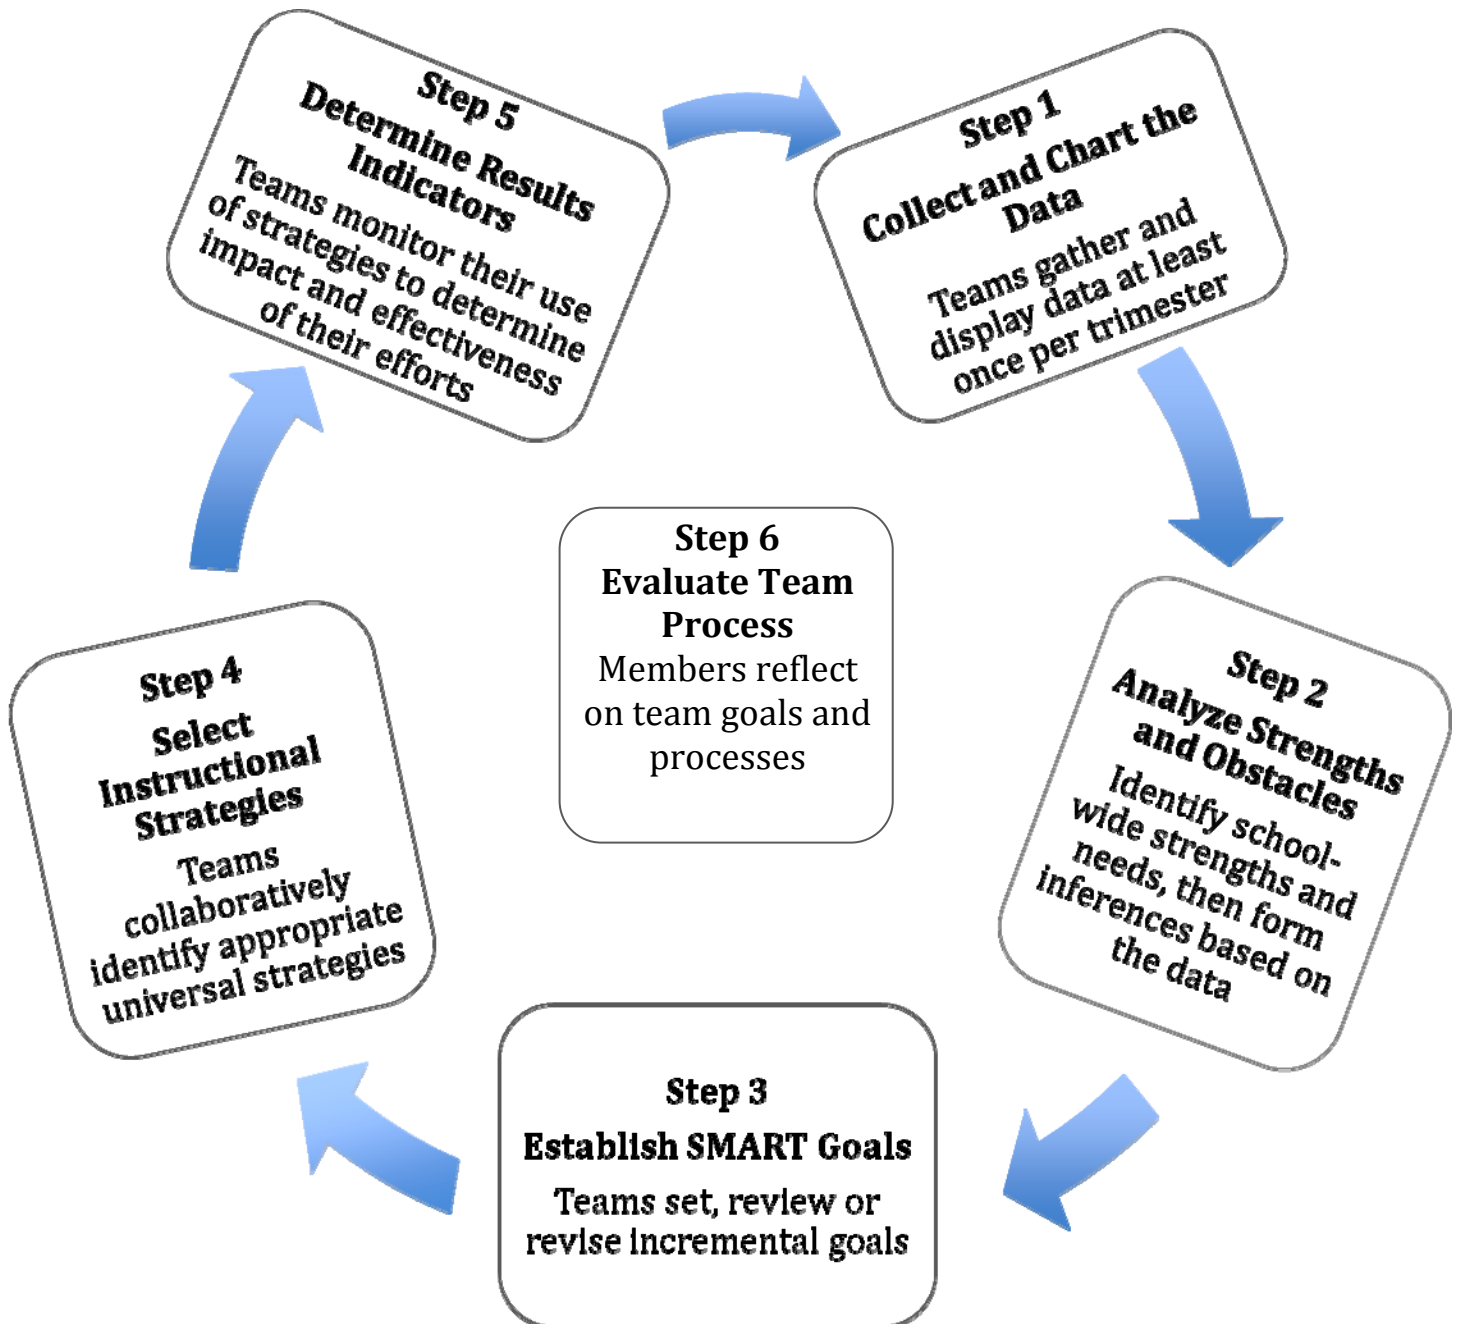 Step 1
Collect and Chart the
Data
Teams gather and
display data at least
once per trimester
Step 2
Analyze Strengths
and Obstacles
Identify school-
wide strengths and
needs, then form
inferences based on
the data
Step 3
Establish SMART Goals
Teams set, review or
revise incremental goals
Step 4
Select
Instructional
Strategies
Teams
collaboratively
identify appropriate
universal strategies
Step 5
Determine Results
Indicators
Teams monitor their use
of strategies to determine
impact and effectiveness
of their efforts
Step 6
Evaluate Team
Process
Members reflect
on team goals and
processes